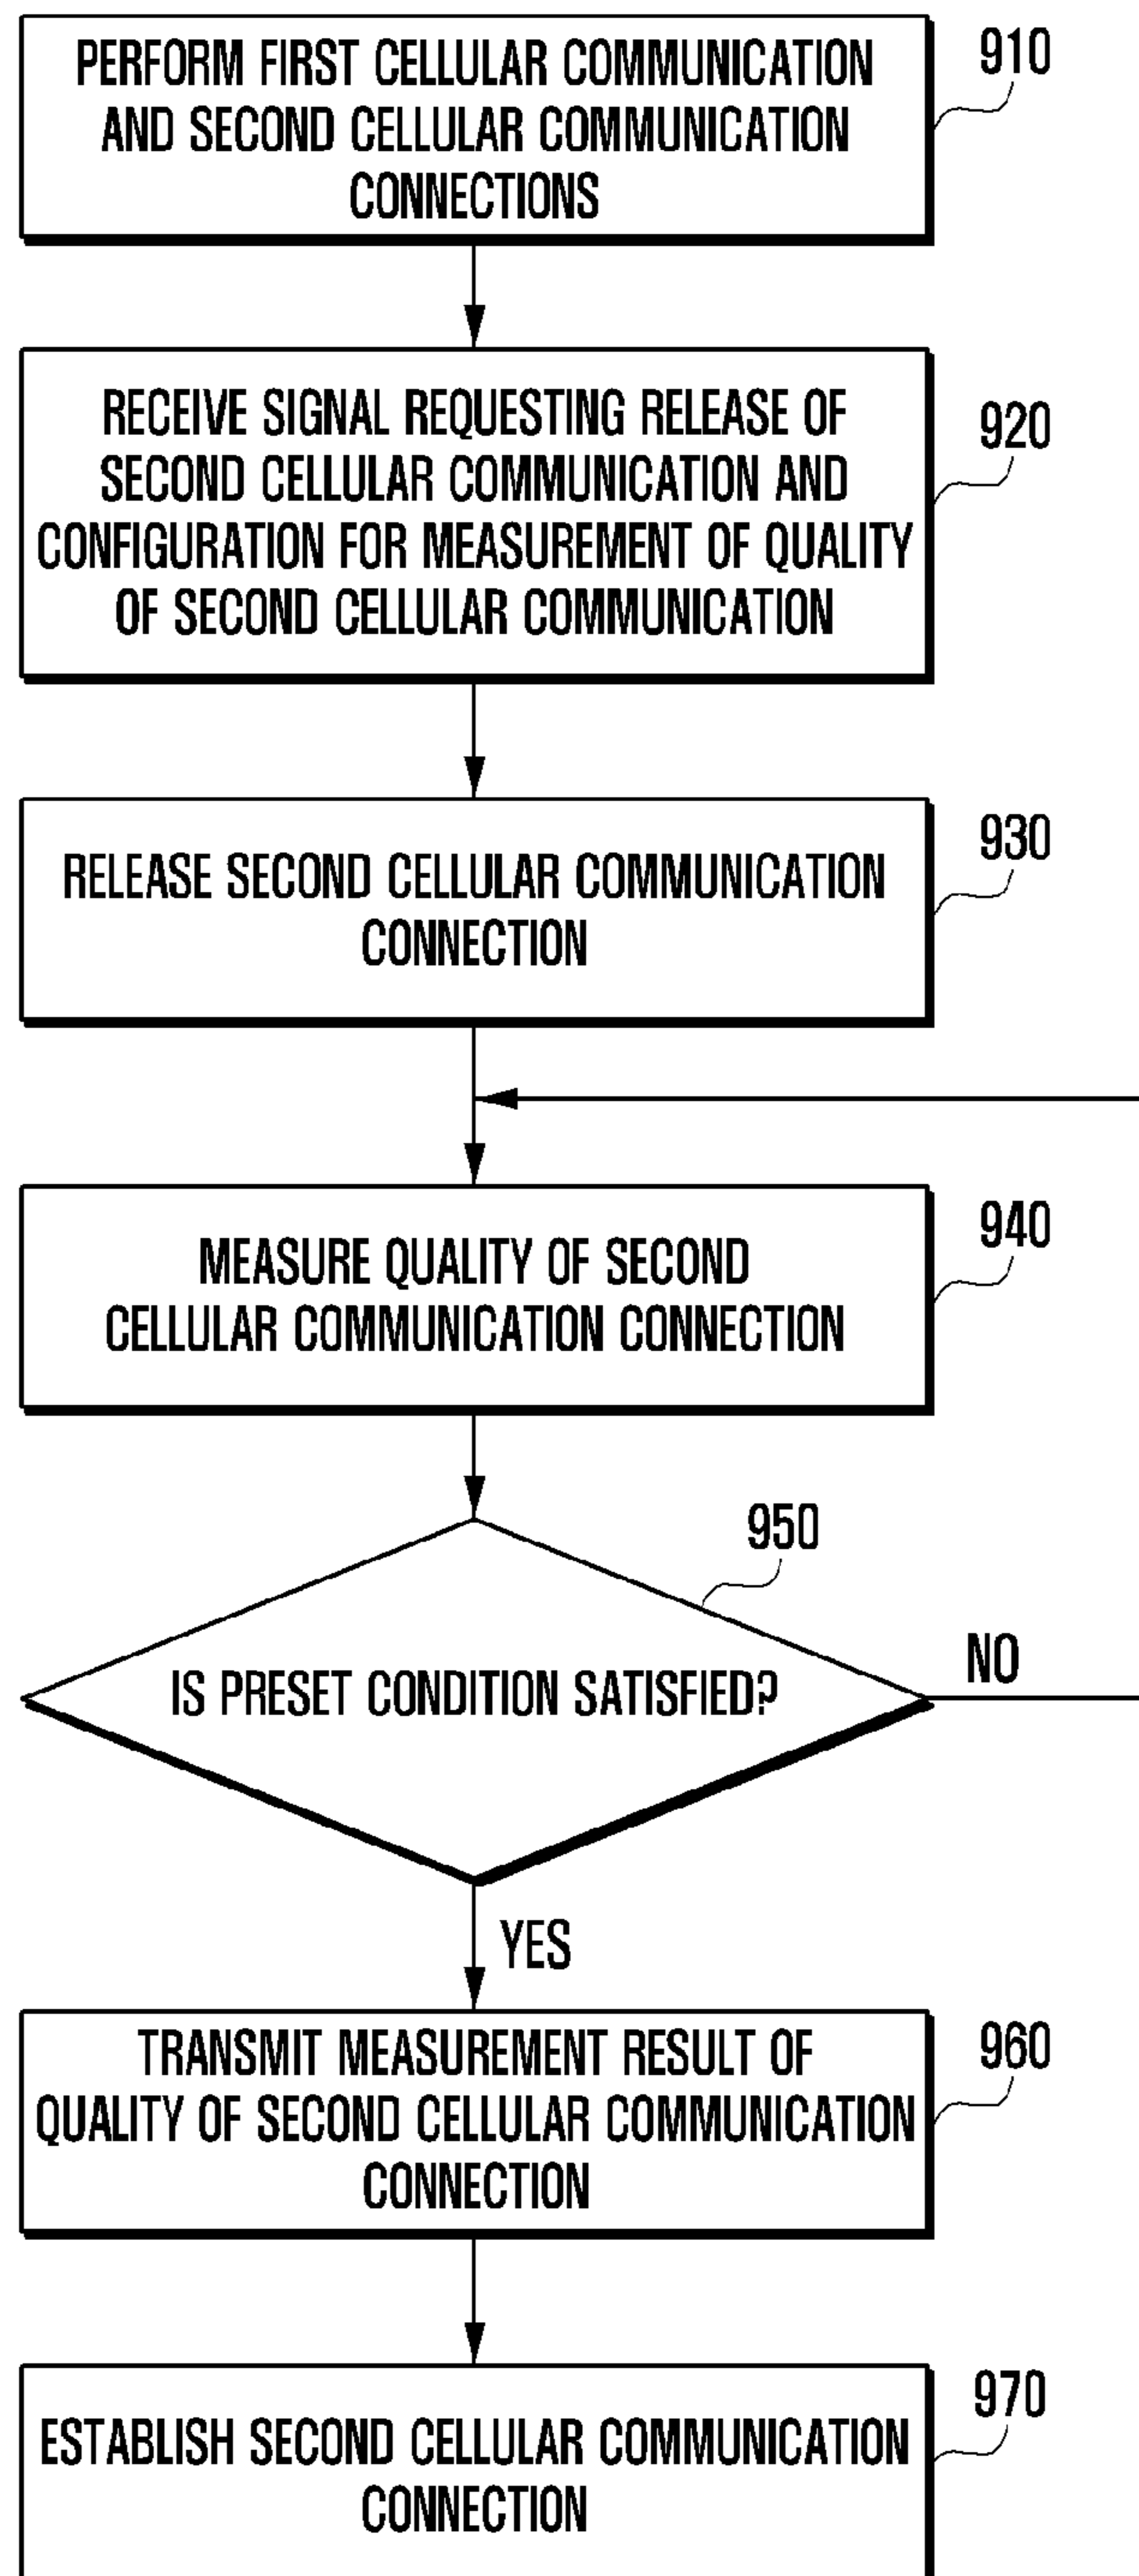 PERFORM FIRST CELLULAR COMMUNICATION
AND SECOND CELLULAR COMMUNICATION
CONNECTIONS
910
RECEIVE SIGNAL REQUESTING RELEASE OF
SECOND CELLULAR COMMUNICATION AND
CONFIGURATION FOR MEASUREMENT OF QUALITY
OF SECOND CELLULAR COMMUNICATION
920
RELEASE SECOND CELLULAR COMMUNICATION
CONNECTION
930
MEASURE QUALITY OF SECOND
CELLULAR COMMUNICATION CONNECTION
940
950
IS PRESET CONDITION SATISFIED?
NO
YES
TRANSMIT MEASUREMENT RESULT OF
QUALITY OF SECOND CELLULAR COMMUNICATION
CONNECTION
960
ESTABLISH SECOND CELLULAR COMMUNICATION
CONNECTION
970